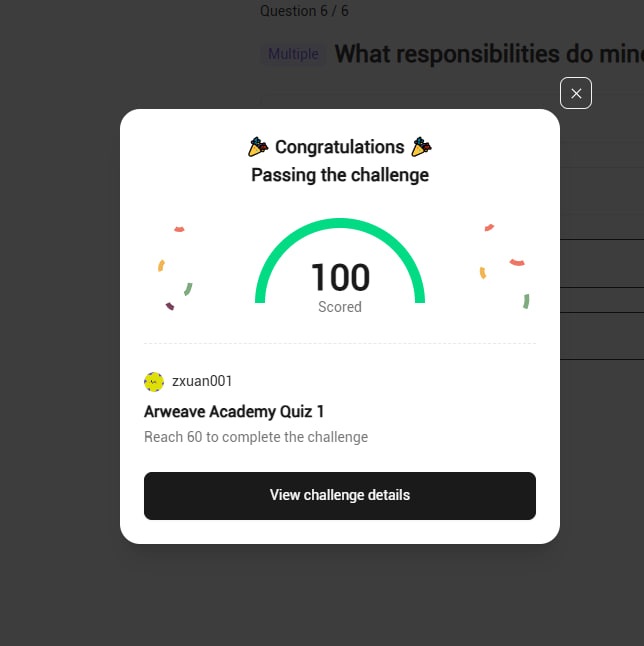 Question 6 / 6
Multiple What responsibilities do
Congratulations
Passing the challenge
100
Scored
zxuan001
Arweave Academy Quiz 1
Reach 60 to complete the challenge
View challenge details